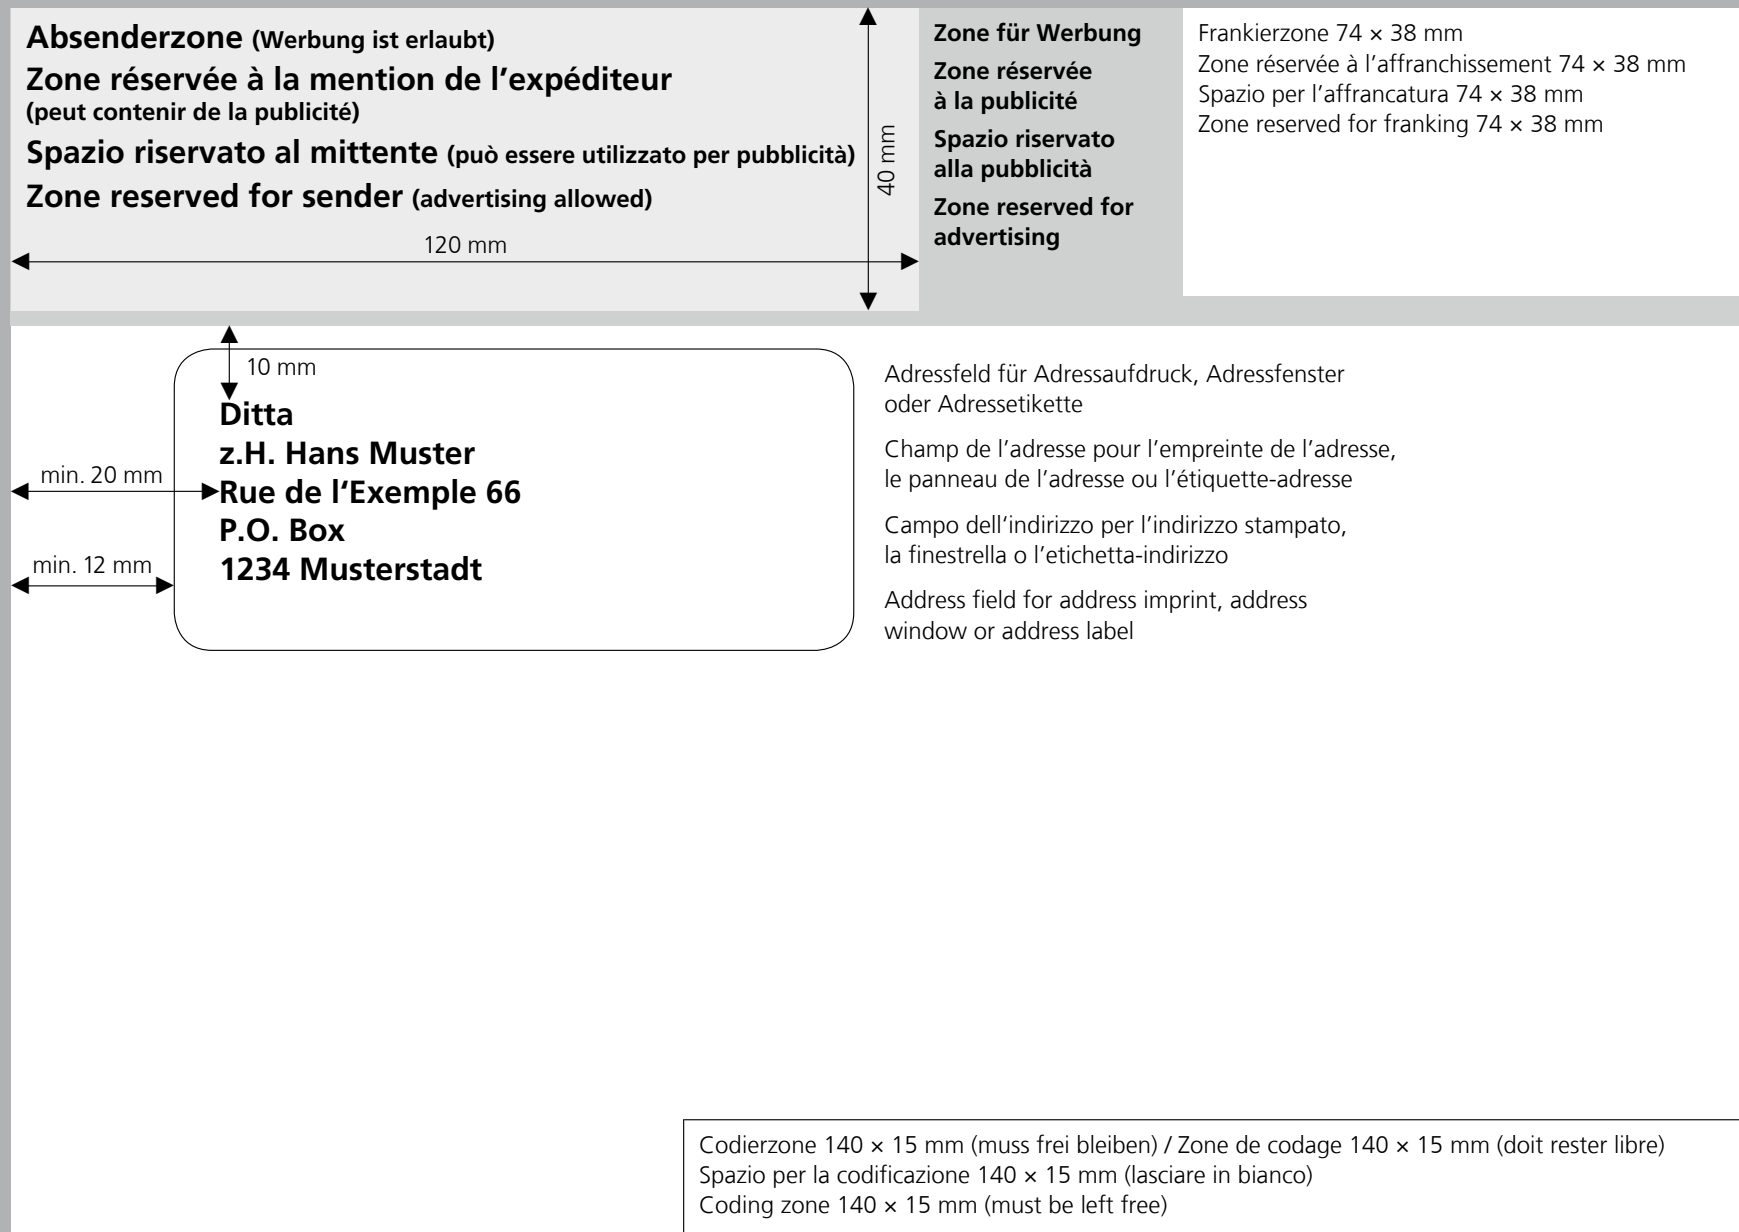 Absenderzone (Werbung ist erlaubt)
Zone réservée à la mention de l’expéditeur
(peut contenir de la publicité)
Spazio riservato al mittente (può essere utilizzato per pubblicità)
Zone reserved for sender (advertising allowed)
120 mm
40 mm
Zone für Werbung
Zone réservée
à la publicité
Spazio riservato
alla pubblicità
Zone reserved for
advertising
Frankierzone 74 × 38 mm
Zone réservée à l’affranchissement 74 × 38 mm
Spazio per l’affrancatura 74 × 38 mm
Zone reserved for franking 74 × 38 mm
10 mm
Ditta
z.H. Hans Muster
Rue de l‘Exemple 66
P.O. Box
1234 Musterstadt
min. 20 mm
min. 12 mm
Adressfeld für Adressaufdruck, Adressfenster
oder Adressetikette
Champ de l’adresse pour l’empreinte de l’adresse,
le panneau de l’adresse ou l’étiquette-adresse
Campo dell’indirizzo per l’indirizzo stampato,
la finestrella o l’etichetta-indirizzo
Address field for address imprint, address
window or address label
Codierzone 140 × 15 mm (muss frei bleiben) / Zone de codage 140 × 15 mm (doit rester libre)
Spazio per la codificazione 140 × 15 mm (lasciare in bianco)
Coding zone 140 × 15 mm (must be left free)